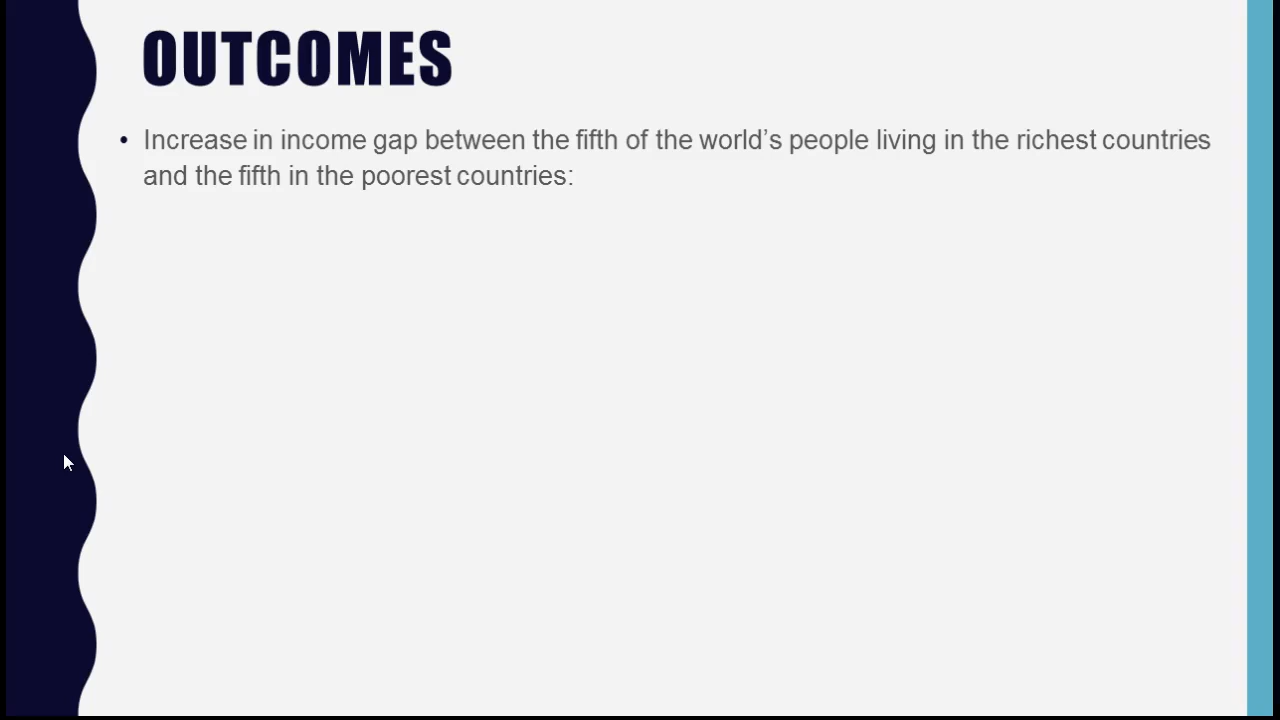 OUTCOMES
• Increase in income gap between the fifth of the world’s people living in the richest countries
and the fifth in the poorest countries: